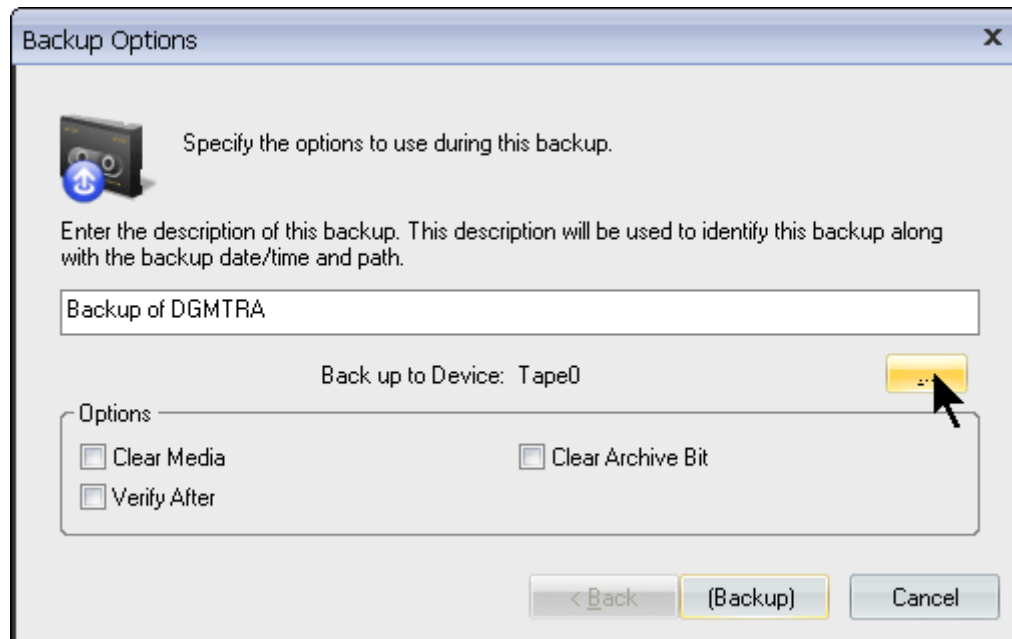 Backup Options
x
Specify the options to use during this backup.
Enter the description of this backup. This description will be used to identify this backup along
with the backup date/time and path.
Backup of DGMTRA
Back up to Device: Tape0
...
Options
Clear Media
Clear Archive Bit
Verify After
< Back
(Backup)
Cancel